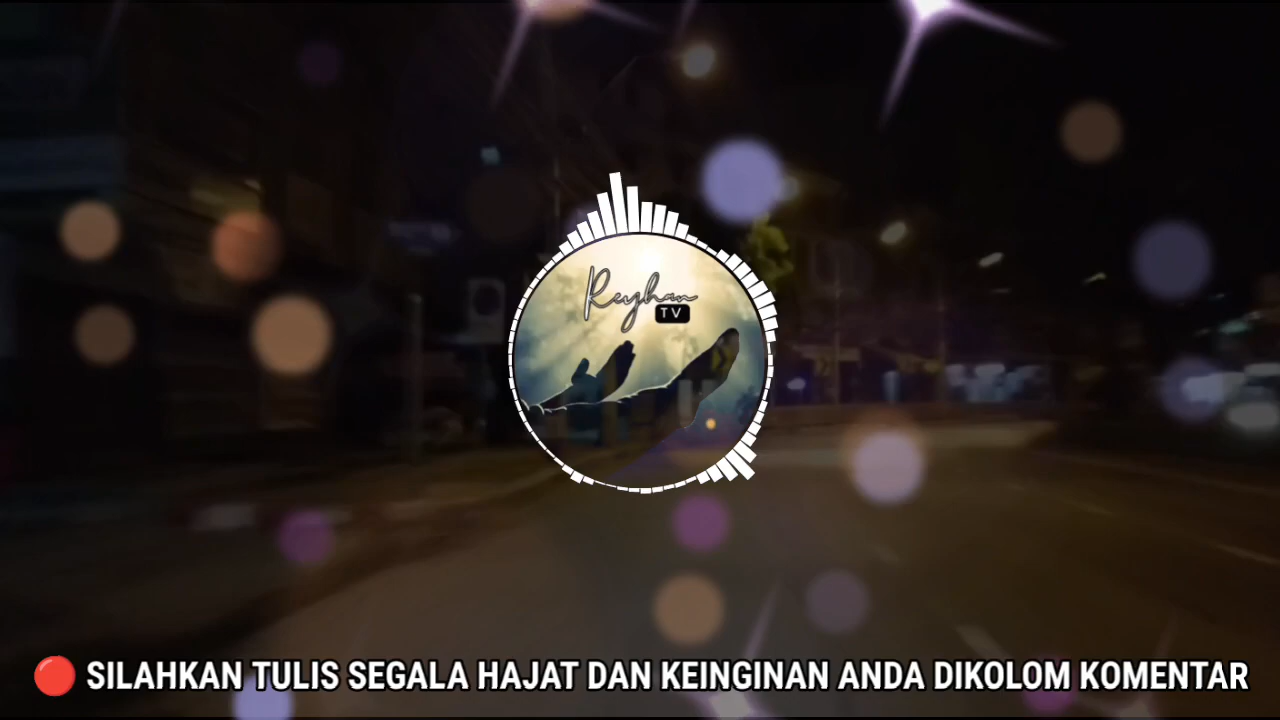 Reyhan
TV
SILAHKAN TULIS SEGALA HAJAT DAN KEINGINAN ANDA DIKOLOM KOMENTAR